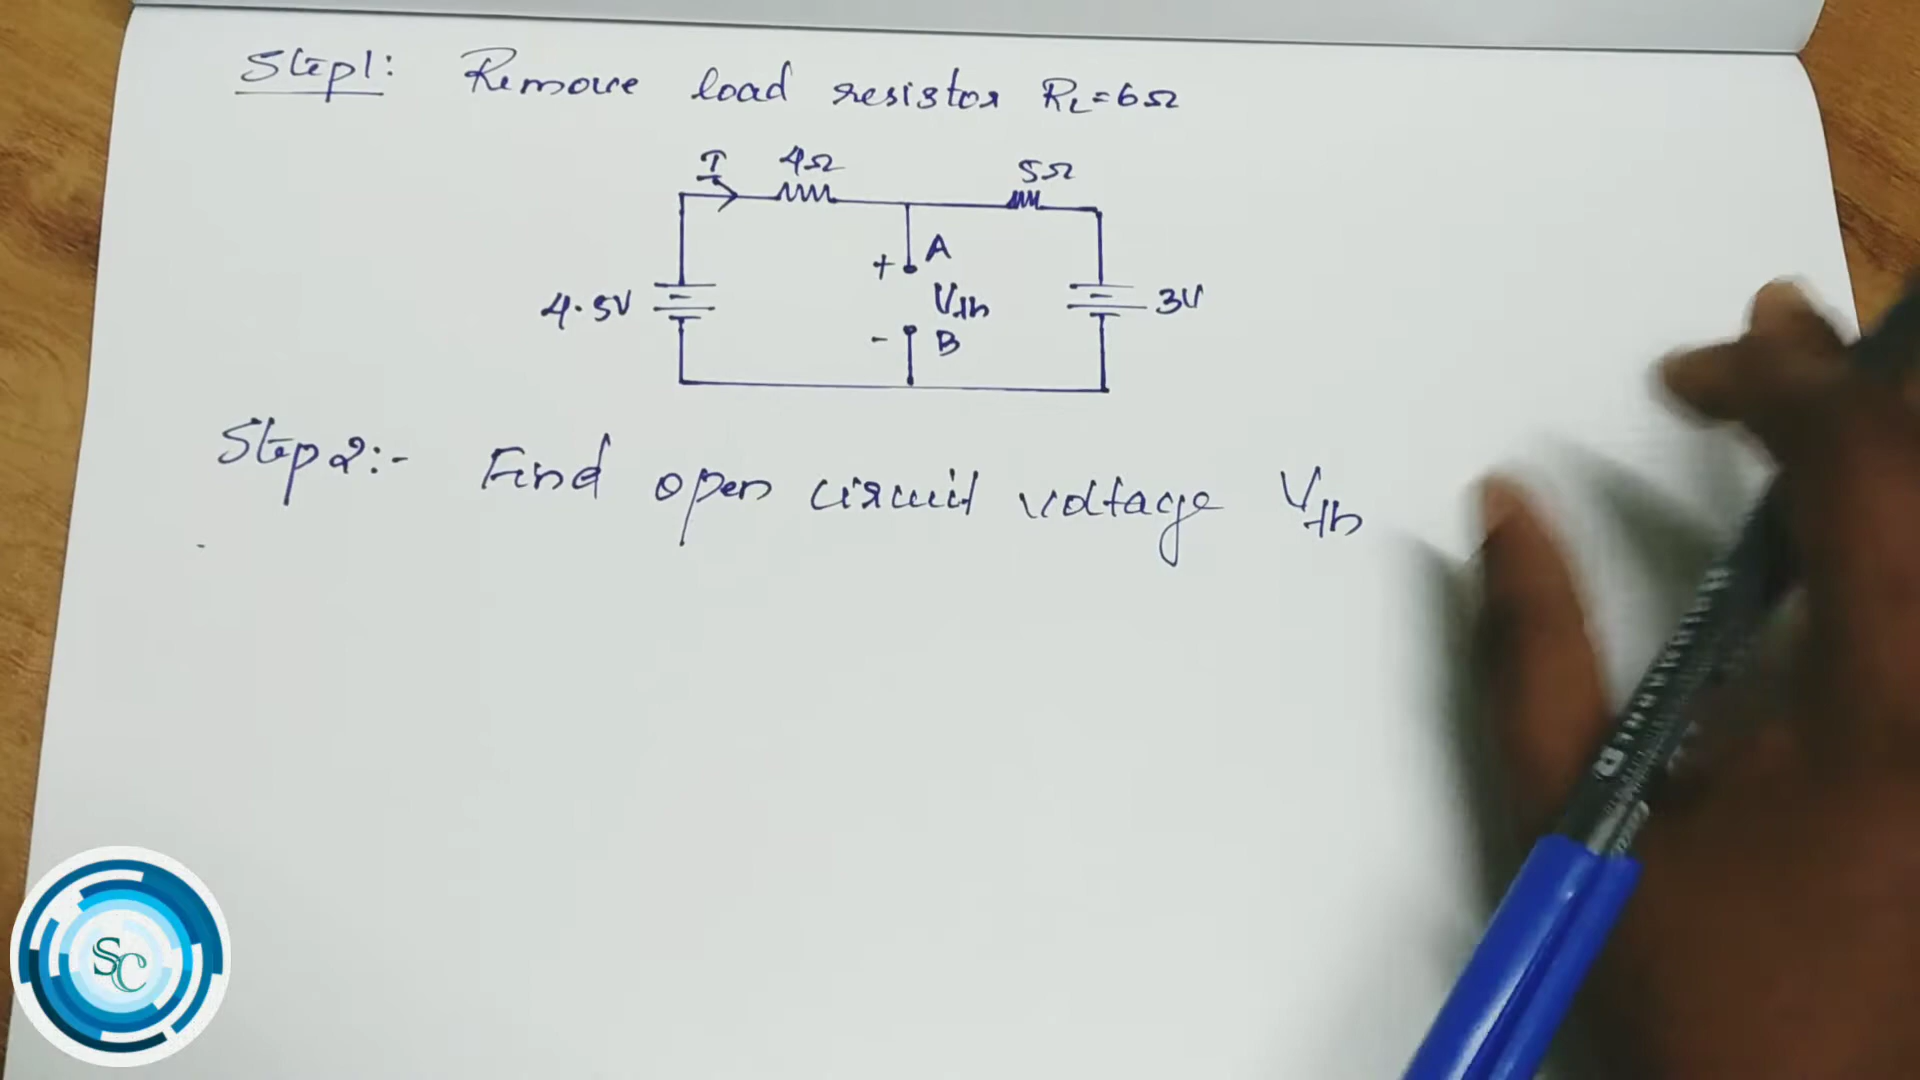 Step1: Remove load resistor RL=6Ω
I 4Ω 5Ω
+ A
4.5V Vth 3V
- B
Step2:- Find open circuit voltage Vth
SC